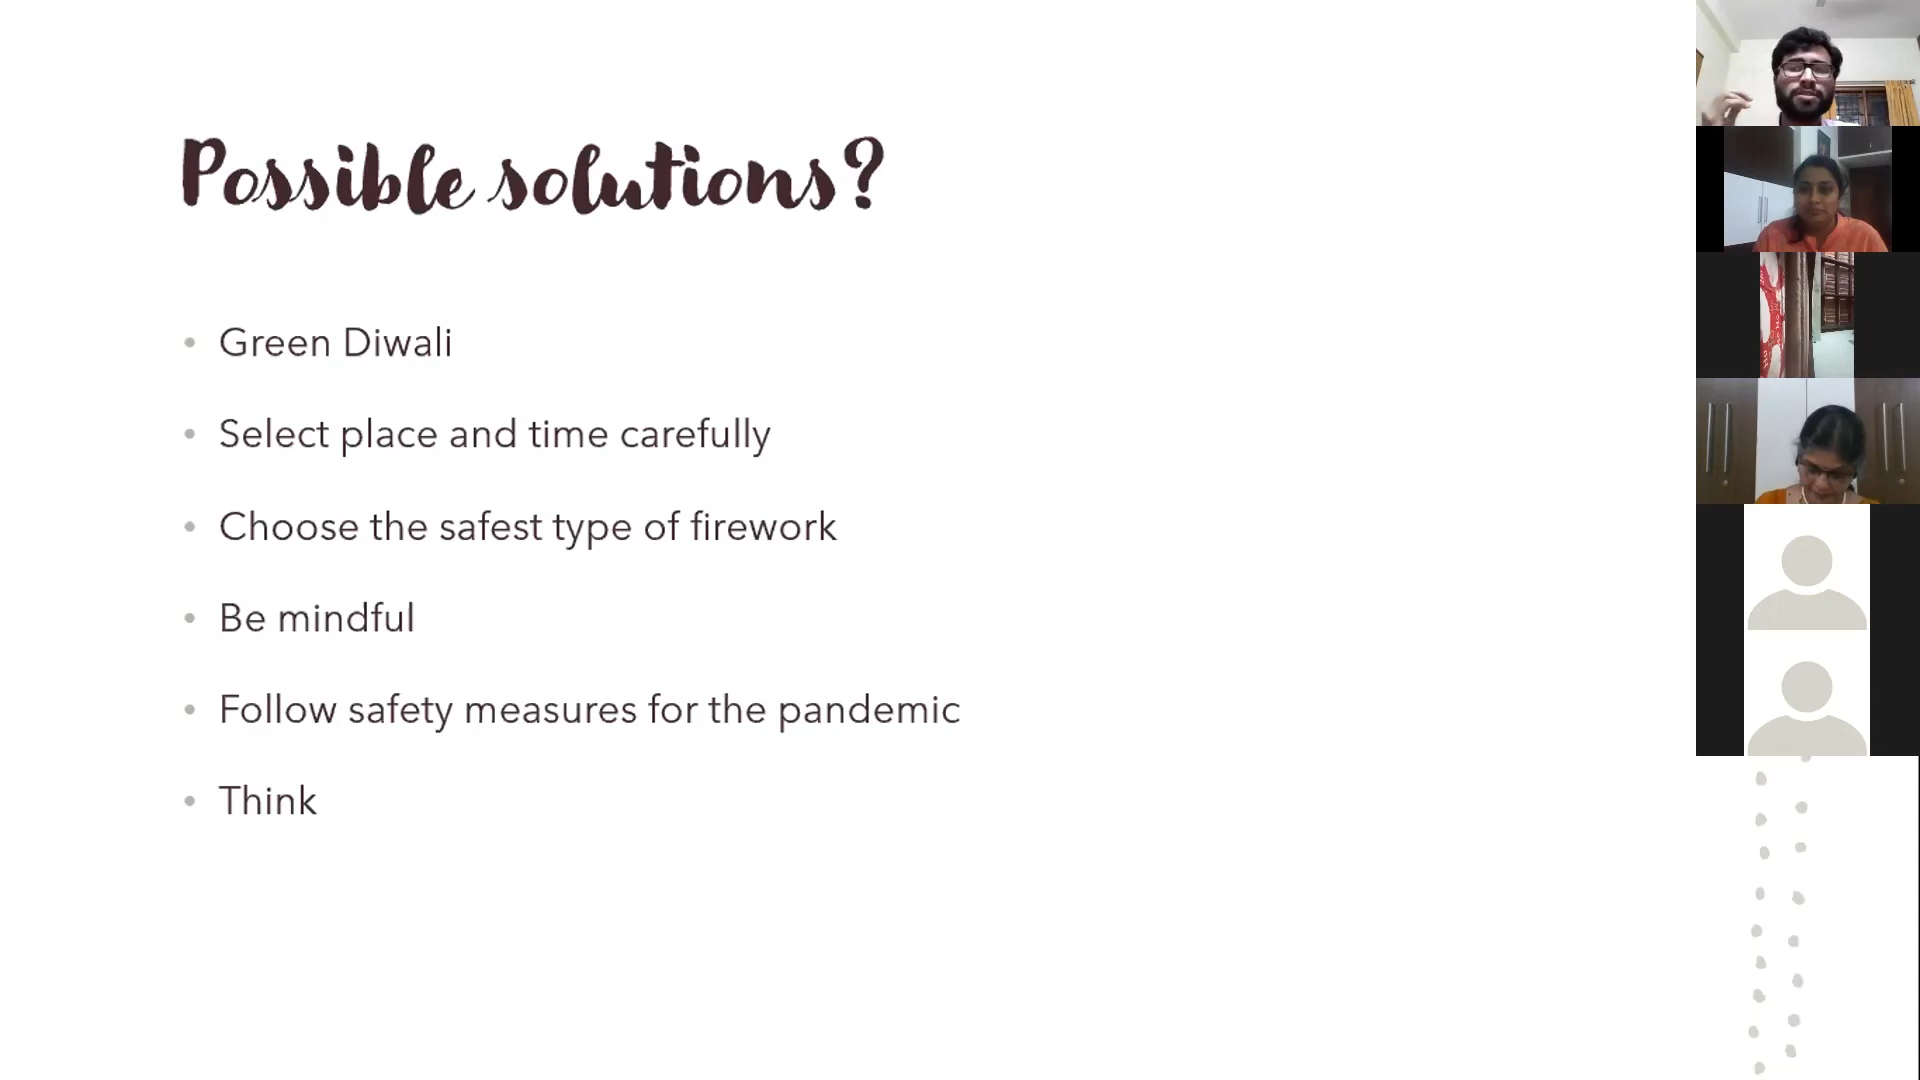 Possible solutions?
• Green Diwali
• Select place and time carefully
• Choose the safest type of firework
• Be mindful
• Follow safety measures for the pandemic
• Think